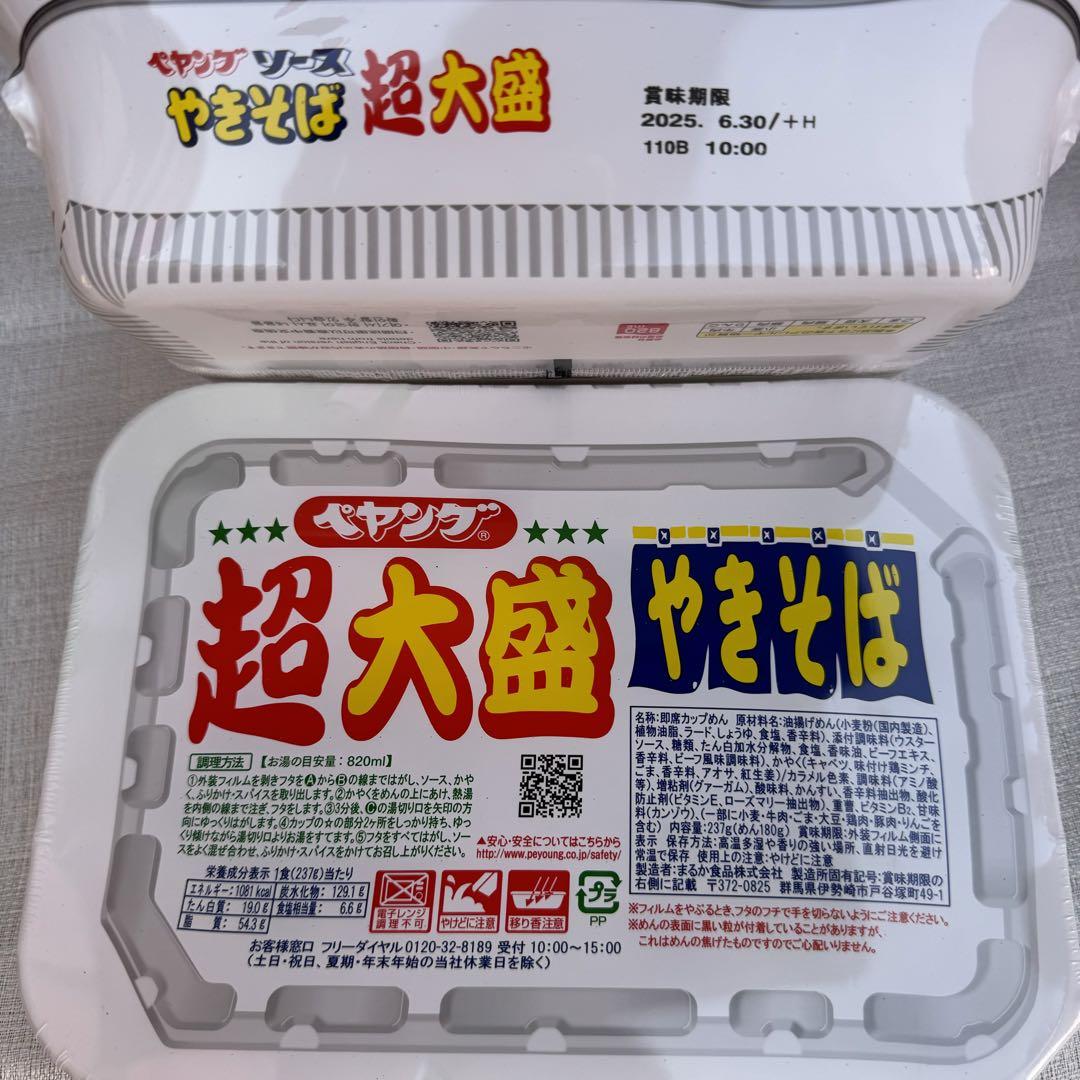 ペヤング ソース
やきそば 超大盛
賞味期限
2025. 6.30/+H
110B 10:00
820
Check English version of the
details from here
★★★ペヤング®★★★
超大盛
やきそば
調理方法 【お湯の目安量:820ml】
①外装フィルムを剥きフタをAからBの線まではがし、ソース、かや
く、ふりかけ・スパイスを取り出します。②かやくをめんの上にあけ、熱湯
を内側の線まで注ぎ、フタをします。③3分後、Cの湯切り口を矢印の方
向にゆっくりはがします。④カップの☆の部分2ヶ所をしっかり持ち、ゆっ
くり傾けながら湯切り口よりお湯をすてます。⑤フタをすべてはがし、ソー
スをよく混ぜ合わせ、ふりかけ・スパイスをかけてお召し上がりください。
▲安心・安全についてはこちらから
http://www.peyoung.co.jp/safety/
栄養成分表示 1食(237g)当たり
エネルギー:1081kcal 炭水化物:129.1g
たん白質: 19.0g 食塩相当量: 6.6g
脂 質: 54.3g
電子レンジ
調理不可
やけどに注意
移り香注意
プラ
PP
お客様窓口 フリーダイヤル 0120-32-8189 受付 10:00～15:00
(土日・祝日、夏期・年末年始の当社休業日を除く)
名称:即席カップめん 原材料名:油揚げめん(小麦粉(国内製造)、
植物油脂、ラード、しょうゆ、食塩、香辛料)、添付調味料(ウスター
ソース、糖類、たん白加水分解物、食塩、香味油、ビーフエキス、
香辛料、ビーフ風味調味料)、かやく(キャベツ、味付け鶏ミンチ、
ごま、香辛料、アオサ、紅生姜)/カラメル色素、調味料(アミノ酸
等)、増粘剤(グァーガム)、酸味料、かんすい、香辛料抽出物、酸化
防止剤(ビタミンE、ローズマリー抽出物)、重曹、ビタミンB2、甘味
料(カンゾウ)、(一部に小麦・牛肉・ごま・大豆・鶏肉・豚肉・りんごを
含む) 内容量:237g(めん180g) 賞味期限:外装フィルム側面に
表示 保存方法:高温多湿や香りの強い場所、直射日光を避け
常温で保存 使用上の注意:やけどに注意
製造者:まるか食品株式会社 製造所固有記号:賞味期限の
右側に記載 〒372-0825 群馬県伊勢崎市戸谷塚町49-1
※フィルムをやぶるとき、フタのフチで手を切らないようにご注意ください。
※めんの表面に黒い粒が付着していることがありますが、
これはめんの焦げたものですのでご心配いりません。